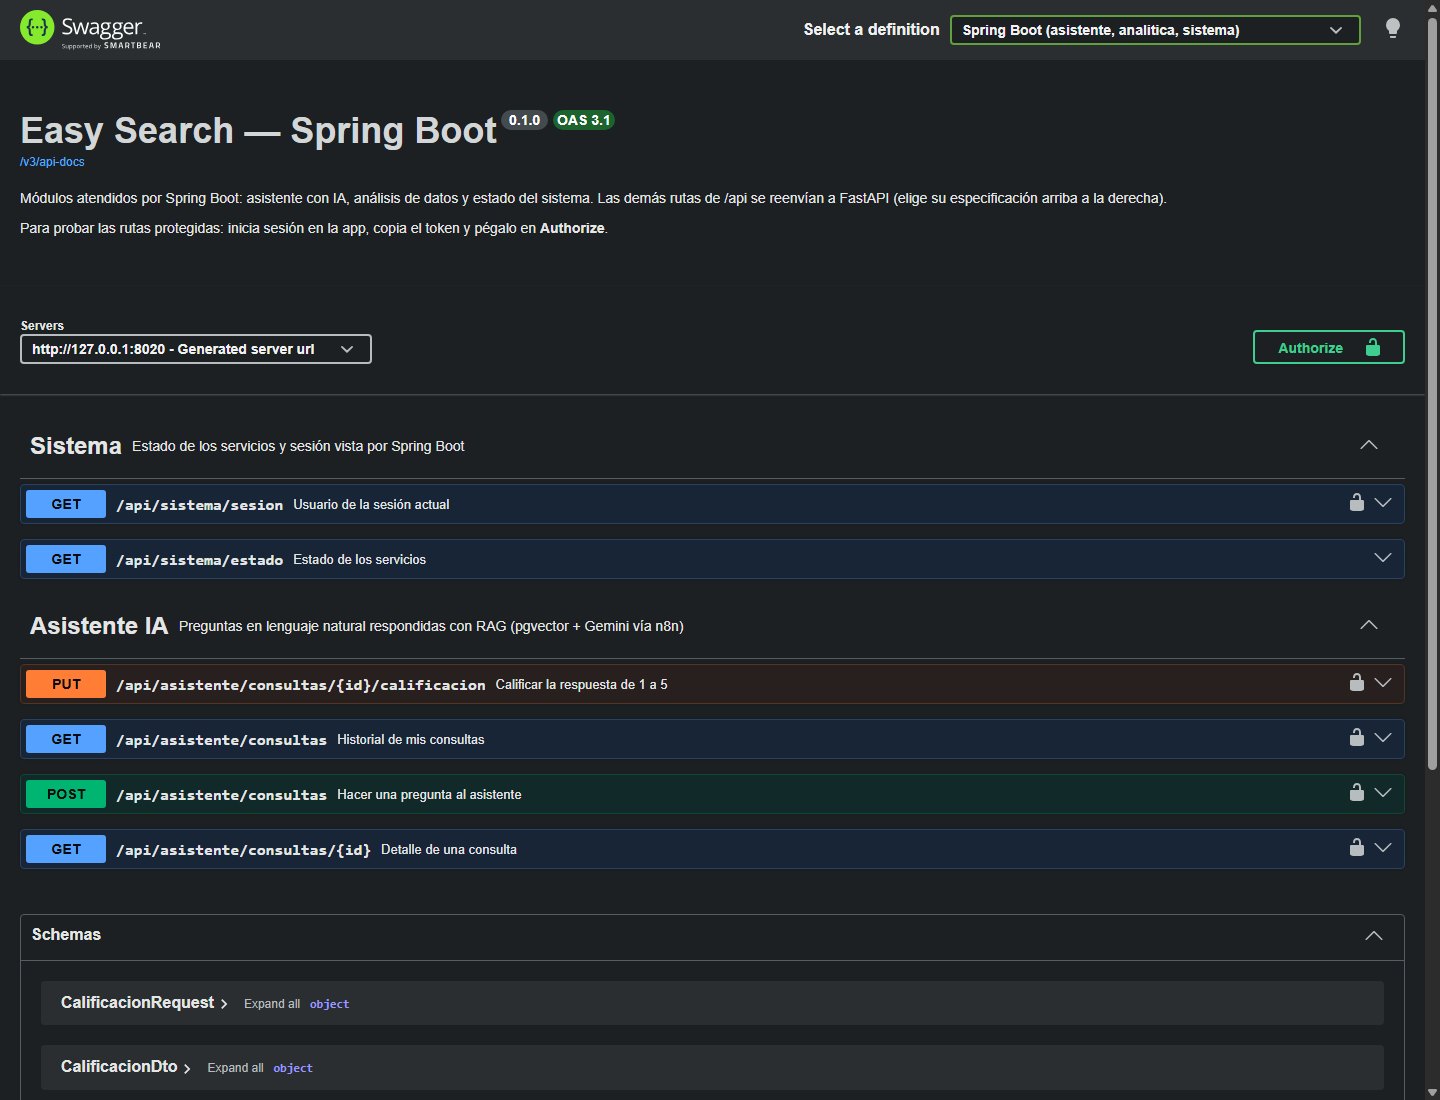 Swagger
Supported by SMARTBEAR
Select a definition
Spring Boot (asistente, analitica, sistema)
Easy Search — Spring Boot
0.1.0
OAS 3.1
/v3/api-docs
Módulos atendidos por Spring Boot: asistente con IA, análisis de datos y estado del sistema. Las demás rutas de /api se reenvían a FastAPI (elige su especificación arriba a la derecha).
Para probar las rutas protegidas: inicia sesión en la app, copia el token y pégalo en Authorize.
Servers
http://127.0.0.1:8020 - Generated server url
Authorize
Sistema Estado de los servicios y sesión vista por Spring Boot
GET /api/sistema/sesion Usuario de la sesión actual
GET /api/sistema/estado Estado de los servicios
Asistente IA Preguntas en lenguaje natural respondidas con RAG (pgvector + Gemini vía n8n)
PUT /api/asistente/consultas/{id}/calificacion Calificar la respuesta de 1 a 5
GET /api/asistente/consultas Historial de mis consultas
POST /api/asistente/consultas Hacer una pregunta al asistente
GET /api/asistente/consultas/{id} Detalle de una consulta
Schemas
CalificacionRequest Expand all object
CalificacionDto Expand all object